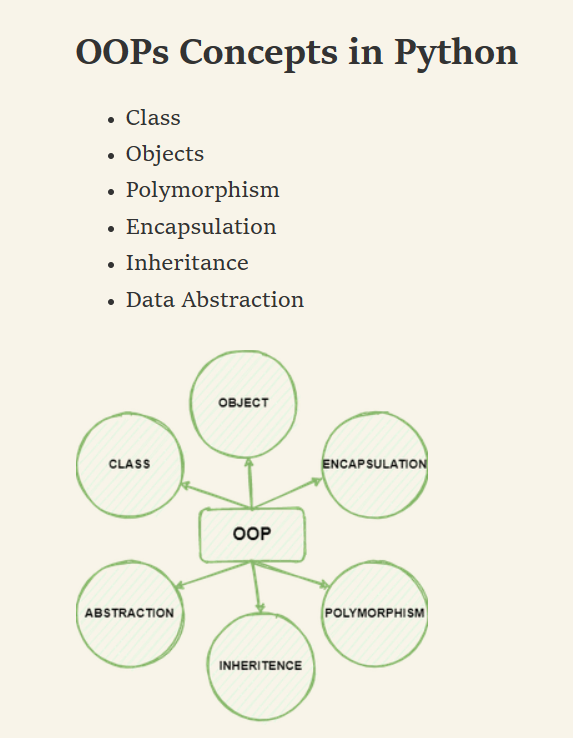 OOPs Concepts in Python
• Class
• Objects
• Polymorphism
• Encapsulation
• Inheritance
• Data Abstraction
OBJECT
CLASS
ENCAPSULATION
OOP
ABSTRACTION
POLYMORPHISM
INHERITENCE